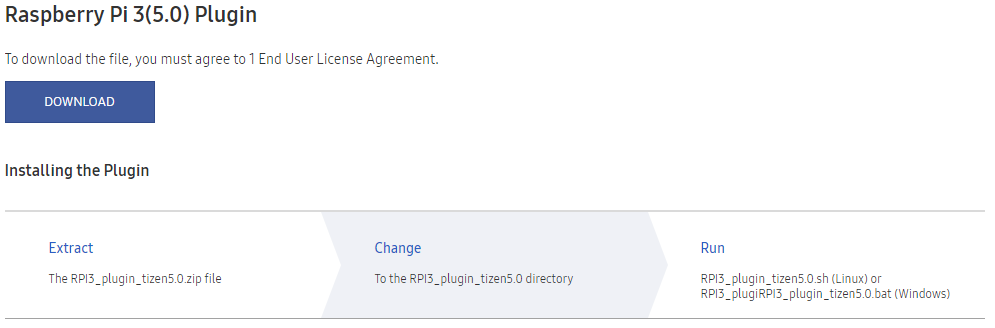 Raspberry Pi 3(5.0) Plugin
To download the file, you must agree to 1 End User License Agreement.
DOWNLOAD
Installing the Plugin
Extract
The RPI3_plugin_tizen5.0.zip file
Change
To the RPI3_plugin_tizen5.0 directory
Run
RPI3_plugin_tizen5.0.sh (Linux) or
RPI3_plugiRPI3_plugin_tizen5.0.bat (Windows)